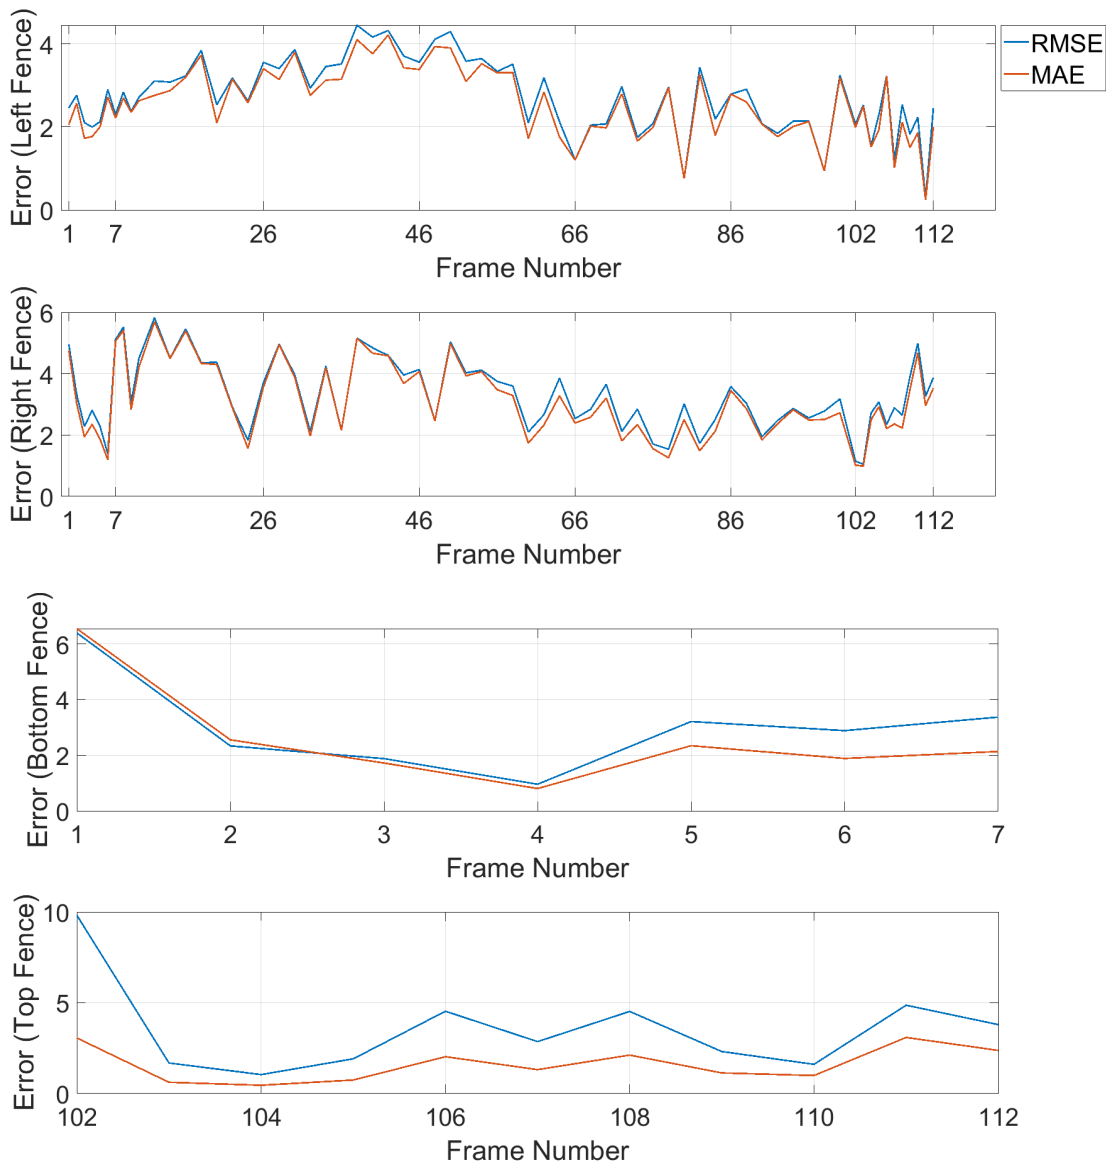 RMSE
MAE
Error (Left Fence)
4
2
0
1 7 26 46 66 86 102 112
Frame Number
Error (Right Fence)
6
4
2
0
1 7 26 46 66 86 102 112
Frame Number
Error (Bottom Fence)
6
4
2
0
1 2 3 4 5 6 7
Frame Number
Error (Top Fence)
10
5
0
102 104 106 108 110 112
Frame Number